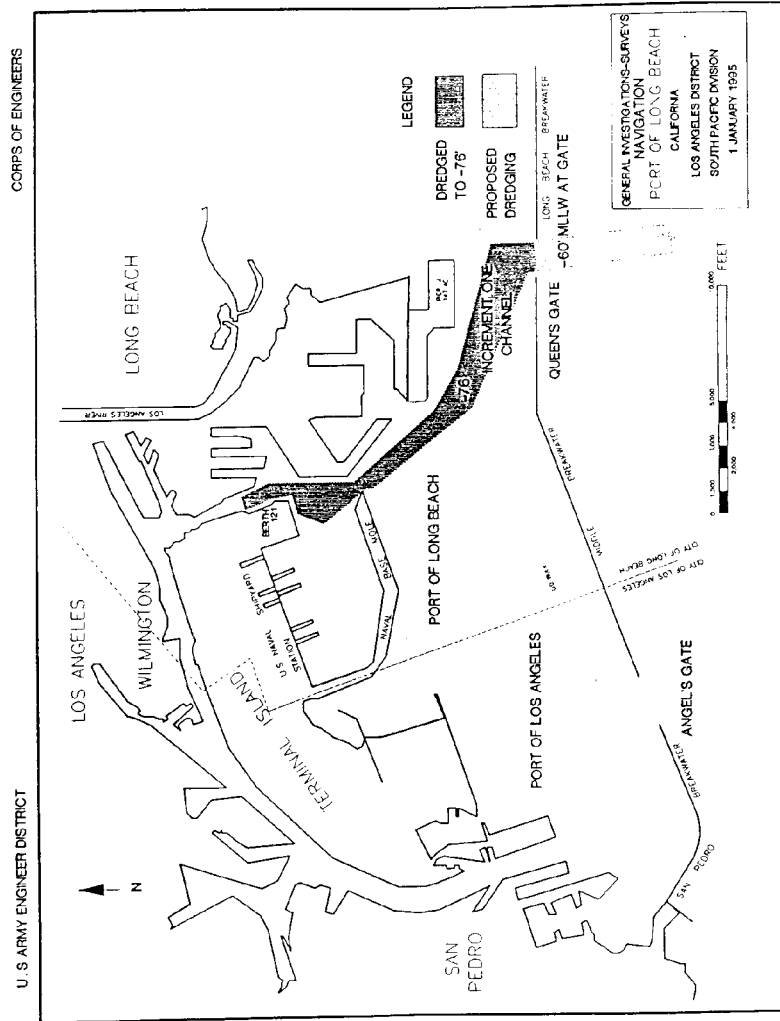 U.S ARMY ENGINEER DISTRICT
CORPS OF ENGINEERS
N
LOS ANGELES
WILMINGTON
LONG BEACH
LOS ANGELES RIVER
TERMINAL ISLAND
U.S NAVAL
STATION
SHIPYARD
BERTH
121
NAVAL
BASE
MOLE
SAN
PEDRO
PORT OF LOS ANGELES
PORT OF LONG BEACH
-76'
INCREMENT ONE
CHANNEL
LEGEND
DREDGED
TO -76'
PROPOSED
DREDGING
QUEEN'S GATE
-60' MLLW AT GATE
LONG BEACH BREAKWATER
MIDDLE
BREAKWATER
CITY OF LONG BEACH
CITY OF LOS ANGELES
ANGEL'S GATE
SAN PEDRO
BREAKWATER
FEET
GENERAL INVESTIGATIONS-SURVEYS
NAVIGATION
PORT OF LONG BEACH
CALIFORNIA
LOS ANGELES DISTRICT
SOUTH PACIFIC DIVISION
1 JANUARY 1995